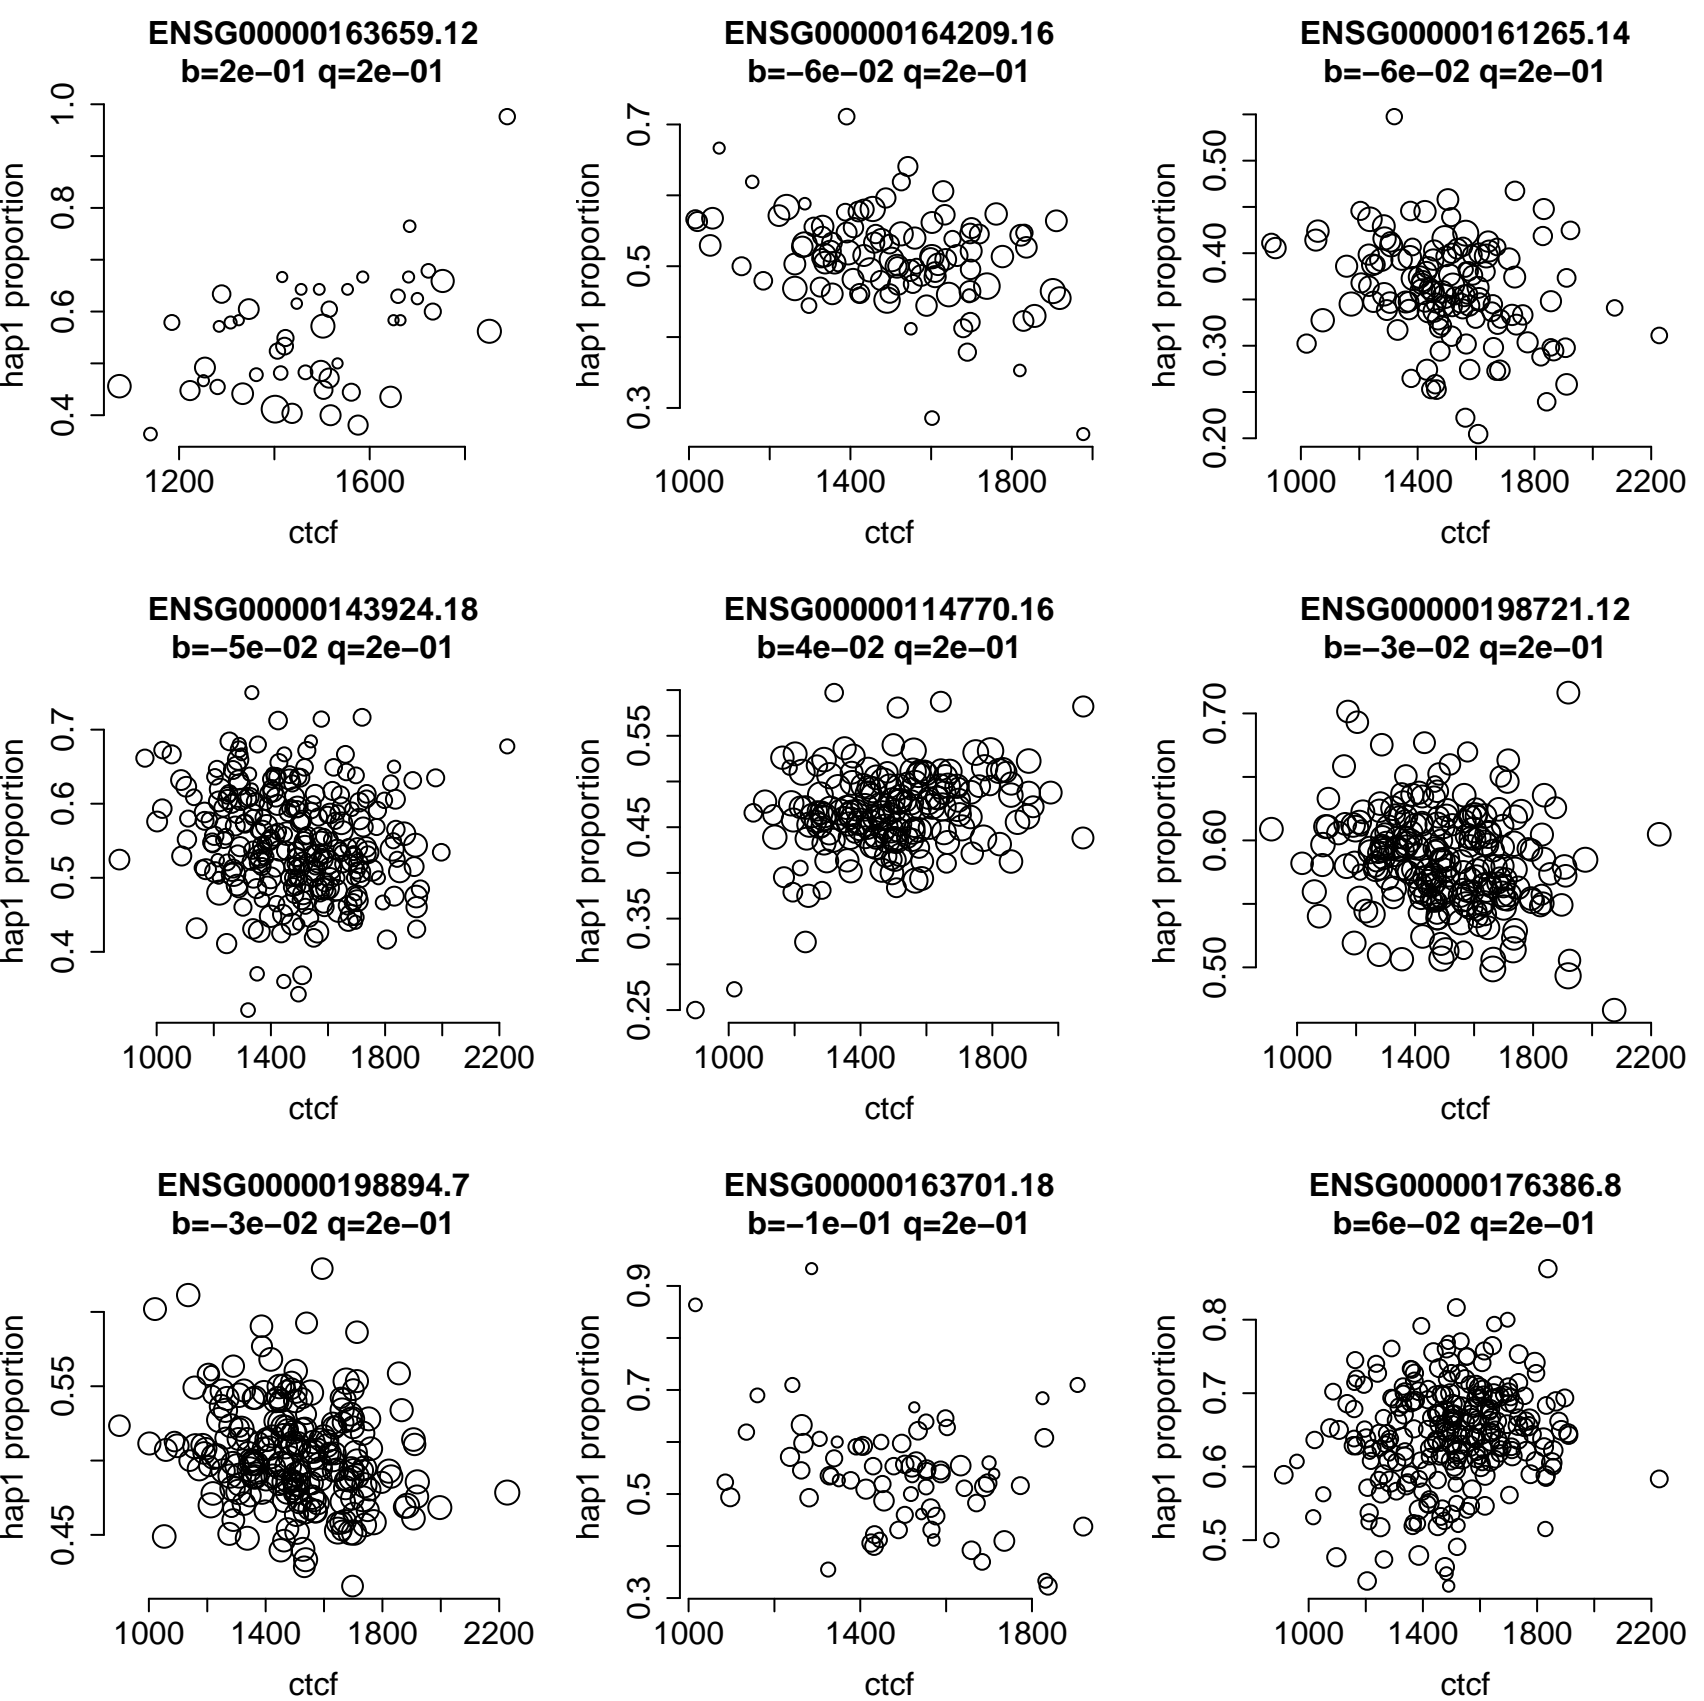 ENSG00000163659.12
b=2e−01 q=2e−01
hap1 proportion
0.4 0.6 0.8 1.0
1200 1600
ctcf
ENSG00000164209.16
b=−6e−02 q=2e−01
hap1 proportion
0.3 0.5 0.7
1000 1400 1800
ctcf
ENSG00000161265.14
b=−6e−02 q=2e−01
hap1 proportion
0.20 0.30 0.40 0.50
1000 1400 1800 2200
ctcf
ENSG00000143924.18
b=−5e−02 q=2e−01
hap1 proportion
0.4 0.5 0.6 0.7
1000 1400 1800 2200
ctcf
ENSG00000114770.16
b=4e−02 q=2e−01
hap1 proportion
0.25 0.35 0.45 0.55
1000 1400 1800
ctcf
ENSG00000198721.12
b=−3e−02 q=2e−01
hap1 proportion
0.50 0.60 0.70
1000 1400 1800 2200
ctcf
ENSG00000198894.7
b=−3e−02 q=2e−01
hap1 proportion
0.45 0.55
1000 1400 1800 2200
ctcf
ENSG00000163701.18
b=−1e−01 q=2e−01
hap1 proportion
0.3 0.5 0.7 0.9
1000 1400 1800
ctcf
ENSG00000176386.8
b=6e−02 q=2e−01
hap1 proportion
0.5 0.6 0.7 0.8
1000 1400 1800 2200
ctcf